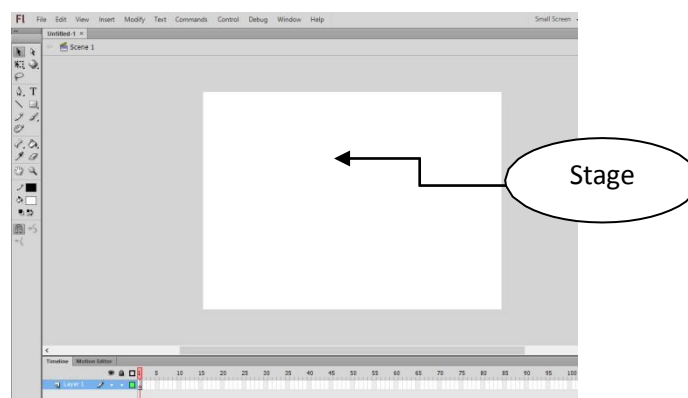 Fl File Edit View Insert Modify Text Commands Control Debug Window Help Small Screen
Untitled-1 ×
Scene 1
Stage
Timeline Motion Editor
1 5 10 15 20 25 30 35 40 45 50 55 60 65 70 75 80 85 90 95 100
Layer 1